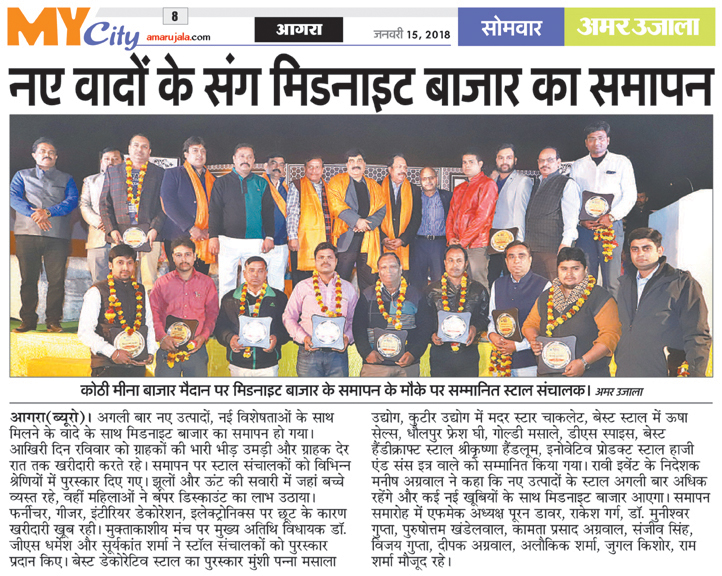 MY City
8
amarujala.com
आगरा
जनवरी 15, 2018
सोमवार
अमर उजाला
नए वादों के संग मिडनाइट बाजार का समापन
कोठी मीना बाजार मैदान पर मिडनाइट बाजार के समापन के मौके पर सम्मानित स्टाल संचालक। अमर उजाला
आगरा(ब्यूरो)। अगली बार नए उत्पादों, नई विशेषताओं के साथ
मिलने के वादे के साथ मिडनाइट बाजार का समापन हो गया।
आखिरी दिन रविवार को ग्राहकों की भारी भीड़ उमड़ी और ग्राहक देर
रात तक खरीदारी करते रहे। समापन पर स्टाल संचालकों को विभिन्न
श्रेणियों में पुरस्कार दिए गए। झूलों और ऊंट की सवारी में जहां बच्चे
व्यस्त रहे, वहीं महिलाओं ने बंपर डिस्काउंट का लाभ उठाया।
फर्नीचर, गीजर, इंटीरियर डेकोरेशन, इलेक्ट्रोनिक्स पर छूट के कारण
खरीदारी खूब रही। मुक्ताकाशीय मंच पर मुख्य अतिथि विधायक डॉ.
जीएस धर्मेश और सूर्यकांत शर्मा ने स्टॉल संचालकों को पुरस्कार
प्रदान किए। बेस्ट डेकोरेटिव स्टाल का पुरस्कार मुंशी पन्ना मसाला
उद्योग, कुटीर उद्योग में मदर स्टार चाकलेट, बेस्ट स्टाल में ऊषा
सेल्स, धौलपुर फ्रेश घी, गोल्डी मसाले, डीएस स्पाइस, बेस्ट
हैंडीक्राफ्ट स्टाल श्रीकृष्णा हैंडलूम, इनोवेटिव प्रोडक्ट स्टाल हाजी
एंड संस इत्र वाले को सम्मानित किया गया। रावी इवेंट के निदेशक
मनीष अग्रवाल ने कहा कि नए उत्पादों के स्टाल अगली बार अधिक
रहेंगे और कई नई खूबियों के साथ मिडनाइट बाजार आएगा। समापन
समारोह में एफमेक अध्यक्ष पूरन डावर, राकेश गर्ग, डॉ. मुनीश्वर
गुप्ता, पुरुषोत्तम खंडेलवाल, कामता प्रसाद अग्रवाल, संजीव सिंह,
विजय गुप्ता, दीपक अग्रवाल, अलौकिक शर्मा, जुगल किशोर, राम
शर्मा मौजूद रहे।